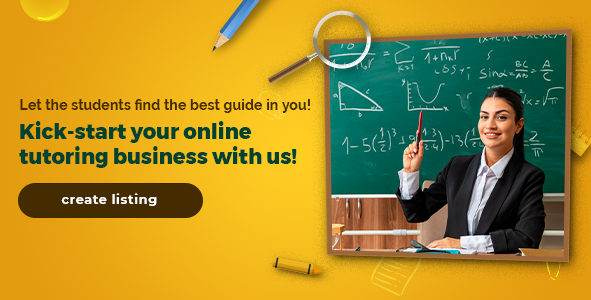 Let the students find the best guide in you!
Kick-start your online
tutoring business with us!
create listing